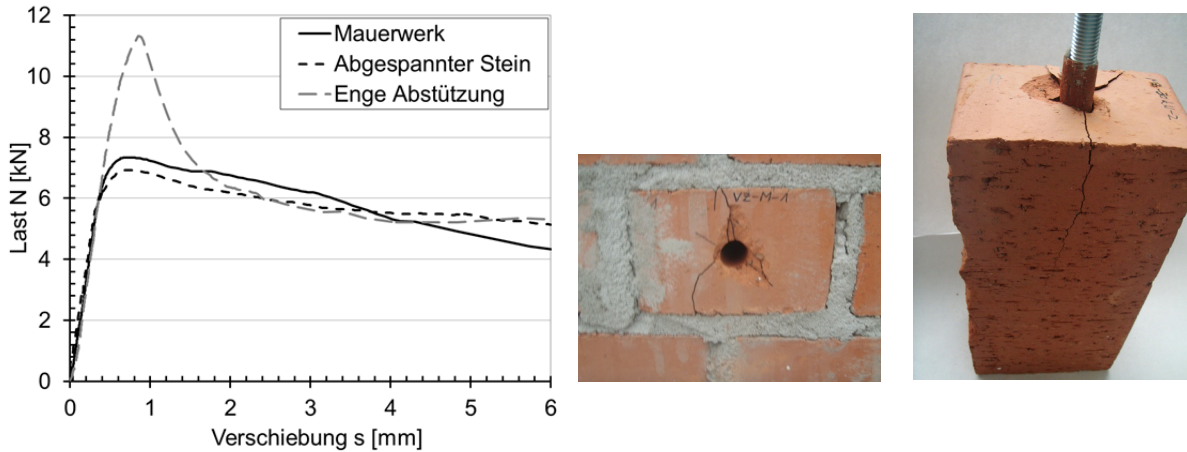 Last N [kN]
12
10
8
6
4
2
0
0 1 2 3 4 5 6
Verschiebung s [mm]
Mauerwerk
Abgespannter Stein
Enge Abstützung
VZ-M-1